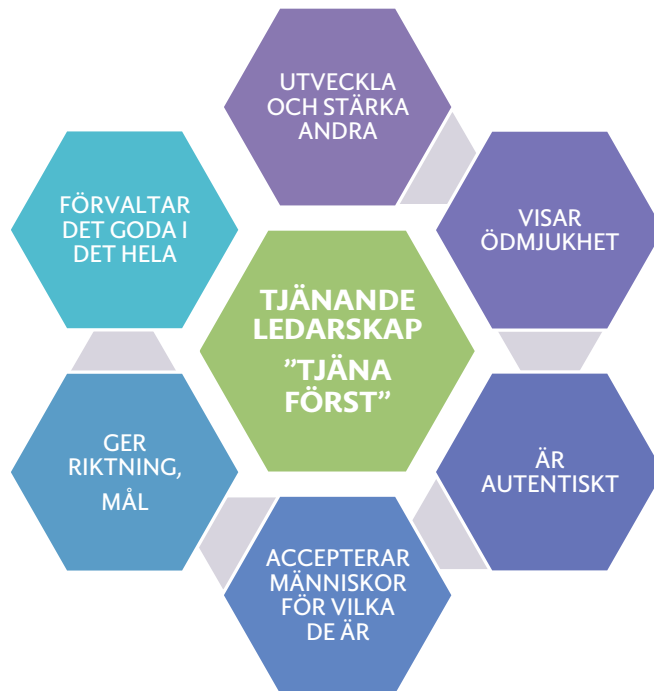 UTVECKLA
OCH STÄRKA
ANDRA
VISAR
ÖDMJUKHET
ÄR
AUTENTISKT
ACCEPTERAR
MÄNNISKOR
FÖR VILKA
DE ÄR
GER
RIKTNING,
MÅL
FÖRVALTAR
DET GODA I
DET HELA
TJÄNANDE
LEDARSKAP
”TJÄNA
FÖRST”